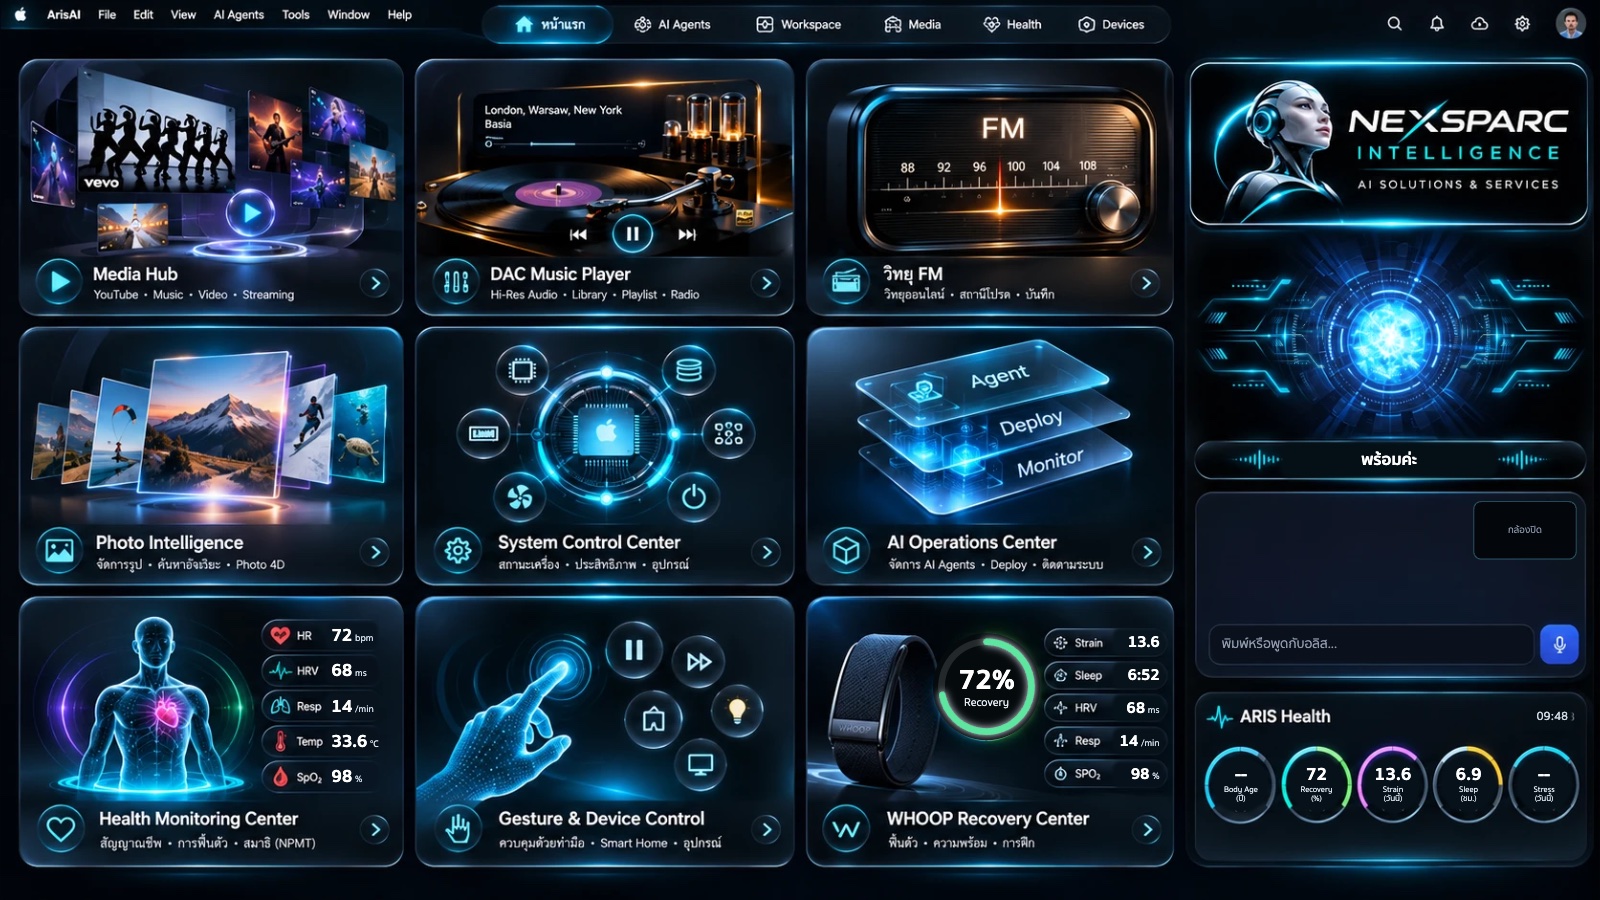 ArisAI File Edit View AI Agents Tools Window Help
หน้าแรก AI Agents Workspace Media Health Devices
vevo
Media Hub
YouTube • Music • Video • Streaming
London, Warsaw, New York
Basia
DAC Music Player
Hi-Res Audio • Library • Playlist • Radio
FM
88 92 96 100 104 108
วิทยุ FM
วิทยุออนไลน์ • สถานีโปรด • บันทึก
NEXSPARC
INTELLIGENCE
AI SOLUTIONS & SERVICES
พร้อมค่ะ
Photo Intelligence
จัดการรูป • ค้นหาอัจฉริยะ • Photo 4D
System Control Center
สถานะเครื่อง • ประสิทธิภาพ • อุปกรณ์
Agent
Deploy
Monitor
AI Operations Center
จัดการ AI Agents • Deploy • ติดตามระบบ
กล้องปิด
พิมพ์หรือพูดกับอลิส...
HR 72 bpm
HRV 68 ms
Resp 14 /min
Temp 33.6 °C
SpO₂ 98 %
Health Monitoring Center
สัญญาณชีพ • การฟื้นตัว • สมาธิ (NPMT)
Gesture & Device Control
ควบคุมด้วยท่ามือ • Smart Home • อุปกรณ์
WHOOP
72%
Recovery
Strain 13.6
Sleep 6:52
HRV 68 ms
Resp 14 /min
SPO₂ 98 %
WHOOP Recovery Center
ฟื้นตัว • ความพร้อม • การฝึก
ARIS Health 09:48
-- 72 13.6 6.9 --
Body Age Recovery Strain Sleep Stress
(ปี) (%) (วันนี้) (ชม.) (วันนี้)